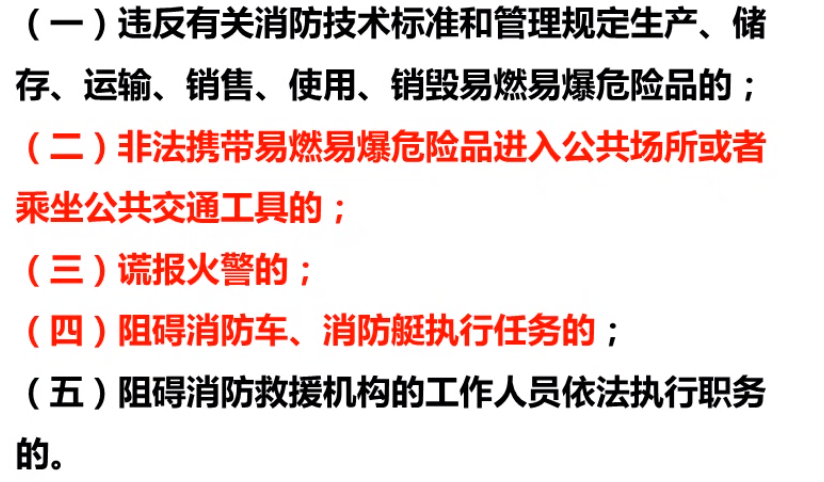 （一）违反有关消防技术标准和管理规定生产、储
存、运输、销售、使用、销毁易燃易爆危险品的；
（二）非法携带易燃易爆危险品进入公共场所或者
乘坐公共交通工具的；
（三）谎报火警的；
（四）阻碍消防车、消防艇执行任务的；
（五）阻碍消防救援机构的工作人员依法执行职务
的。